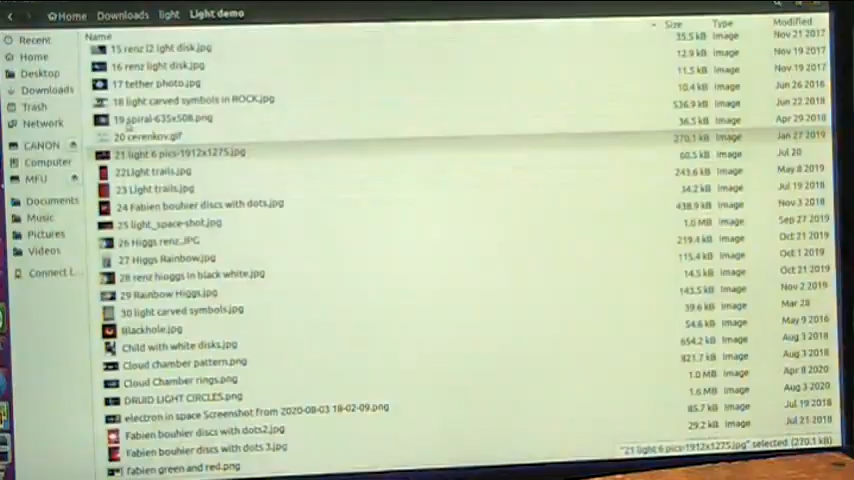 Home Downloads light Light demo
Name Size Type Modified
Recent
Home
Desktop
Downloads
Trash
Network
CANON
Computer
MFU
Documents
Music
Pictures
Videos
Connect t...
15 renz l2 lght disk.jpg 35.5 kB Image Nov 21 2017
16 renz light disk.jpg 12.9 kB Image Nov 19 2017
17 tether photo.jpg 11.5 kB Image Nov 19 2017
18 light carved symbols in ROCK.jpg 10.4 kB Image Jun 26 2016
19 spiral-635x508.png 536.9 kB Image Jun 22 2018
20 cerenkov.gif 36.5 kB Image Apr 29 2018
21 light 6 pics-1912x1275.jpg 270.1 kB Image Jan 27 2019
22Light trails.jpg 60.5 kB Image Jul 20
23 Light trails.jpg 243.6 kB Image May 8 2019
24 Fabien bouhier discs with dots.jpg 34.2 kB Image Jul 19 2018
25 light_space-shot.jpg 438.9 kB Image Nov 3 2018
26 Higgs renz.JPG 1.0 MB Image Sep 27 2019
27 Higgs Rainbow.jpg 219.4 kB Image Oct 21 2019
28 renz hioggs in black white.jpg 115.4 kB Image Oct 1 2019
29 Rainbow Higgs.jpg 14.5 kB Image Oct 21 2019
30 light carved symbols.jpg 143.5 kB Image Nov 2 2019
Blackhole.jpg 39.6 kB Image Mar 28
Child with white disks.jpg 54.6 kB Image May 9 2016
Cloud chamber pattern.png 654.2 kB Image Aug 3 2018
Cloud Chamber rings.png 821.7 kB Image Aug 3 2018
DRUID LIGHT CIRCLES.png 1.0 MB Image Apr 8 2020
electron in space Screenshot from 2020-08-03 18-02-09.png 1.6 MB Image Aug 3 2020
Fabien bouhier discs with dots2.jpg 85.7 kB Image Jul 19 2018
Fabien bouhier discs with dots 3.jpg 29.2 kB Image Jul 21 2018
fabien green and red.png
"21 light 6 pics-1912x1275.jpg" selected (270.1 kB)